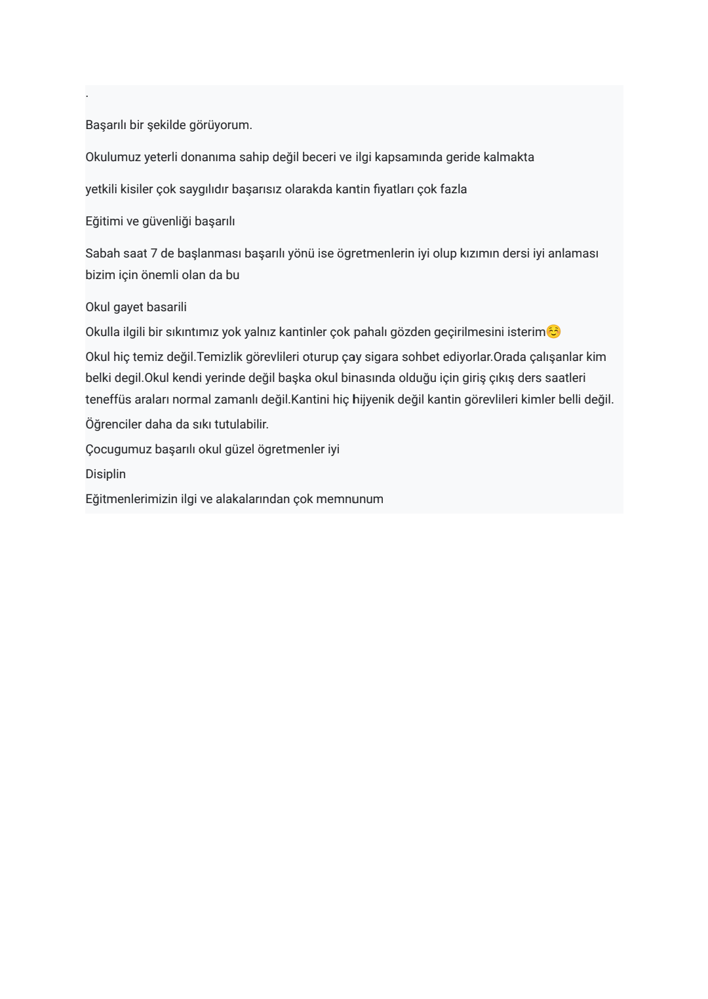 .
Başarılı bir şekilde görüyorum.
Okulumuz yeterli donanıma sahip değil beceri ve ilgi kapsamında geride kalmakta
yetkili kisiler çok saygılıdır başarısız olarakda kantin fiyatları çok fazla
Eğitimi ve güvenliği başarılı
Sabah saat 7 de başlanması başarılı yönü ise ögretmenlerin iyi olup kızımın dersi iyi anlaması
bizim için önemli olan da bu
Okul gayet basarili
Okulla ilgili bir sıkıntımız yok yalnız kantinler çok pahalı gözden geçirilmesini isterim☺️
Okul hiç temiz değil.Temizlik görevlileri oturup çay sigara sohbet ediyorlar.Orada çalışanlar kim
belki degil.Okul kendi yerinde değil başka okul binasında olduğu için giriş çıkış ders saatleri
teneffüs araları normal zamanlı değil.Kantini hiç hijyenik değil kantin görevlileri kimler belli değil.
Öğrenciler daha da sıkı tutulabilir.
Çocugumuz başarılı okul güzel ögretmenler iyi
Disiplin
Eğitmenlerimizin ilgi ve alakalarından çok memnunum